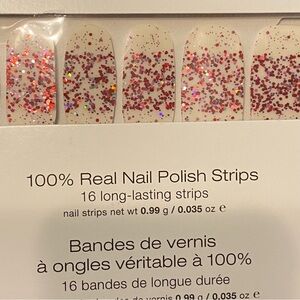 100% Real Nail Polish Strips
16 long-lasting strips
nail strips net wt 0.99 g / 0.035 oz ℮
Bandes de vernis
à ongles véritable à 100%
16 bandes de longue durée
bandes de vernis 0.99 g / 0.035 oz ℮